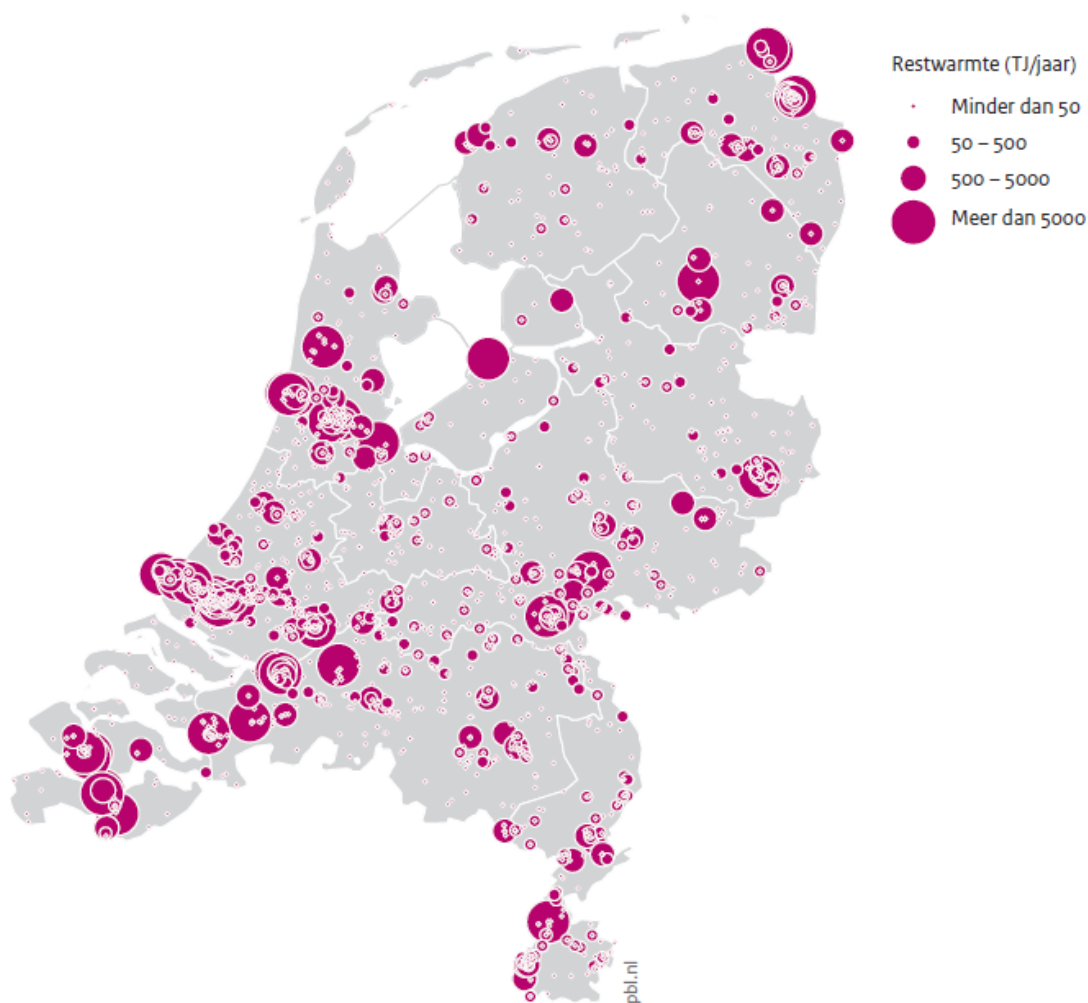 Restwarmte (TJ/jaar)
Minder dan 50
50 – 500
500 – 5000
Meer dan 5000
pbl.nl